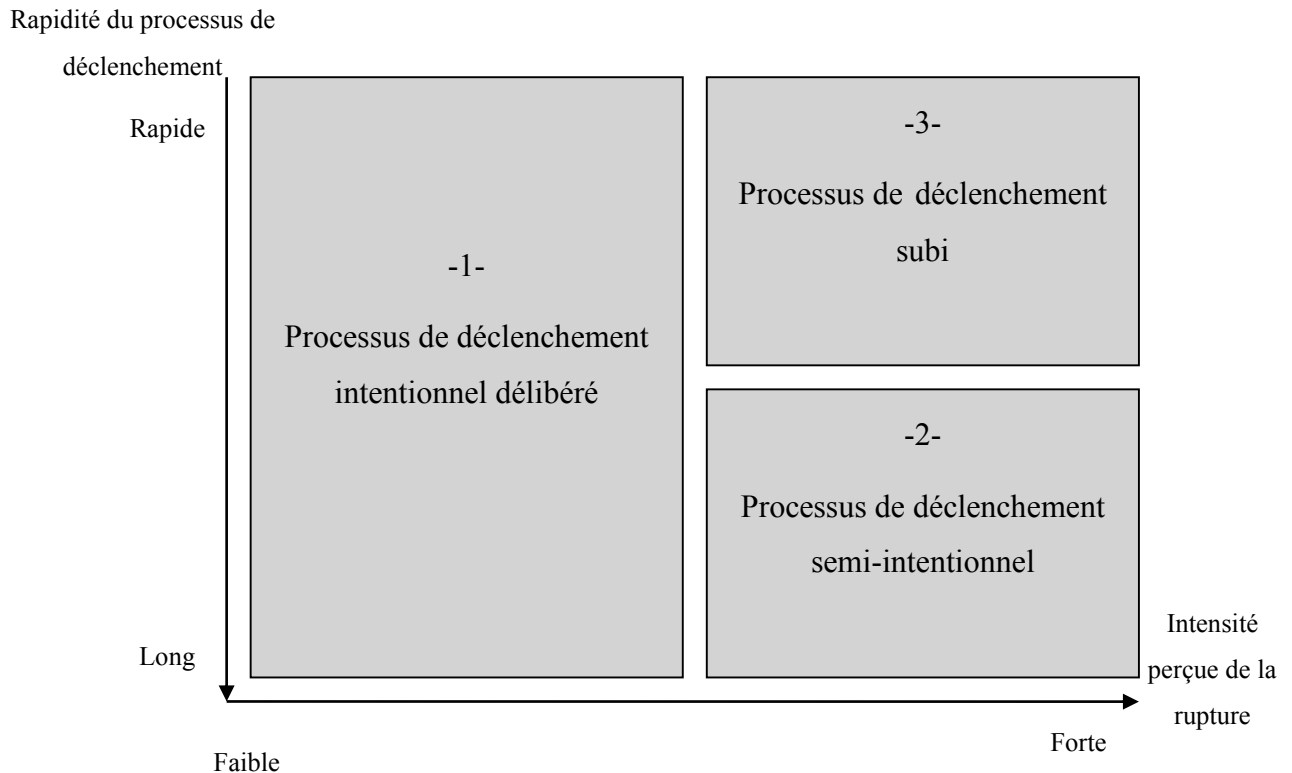 Rapidité du processus de
déclenchement
Rapide
-1-
Processus de déclenchement
intentionnel délibéré
-3-
Processus de déclenchement
subi
-2-
Processus de déclenchement
semi-intentionnel
Long
Intensité
perçue de la
rupture
Faible
Forte